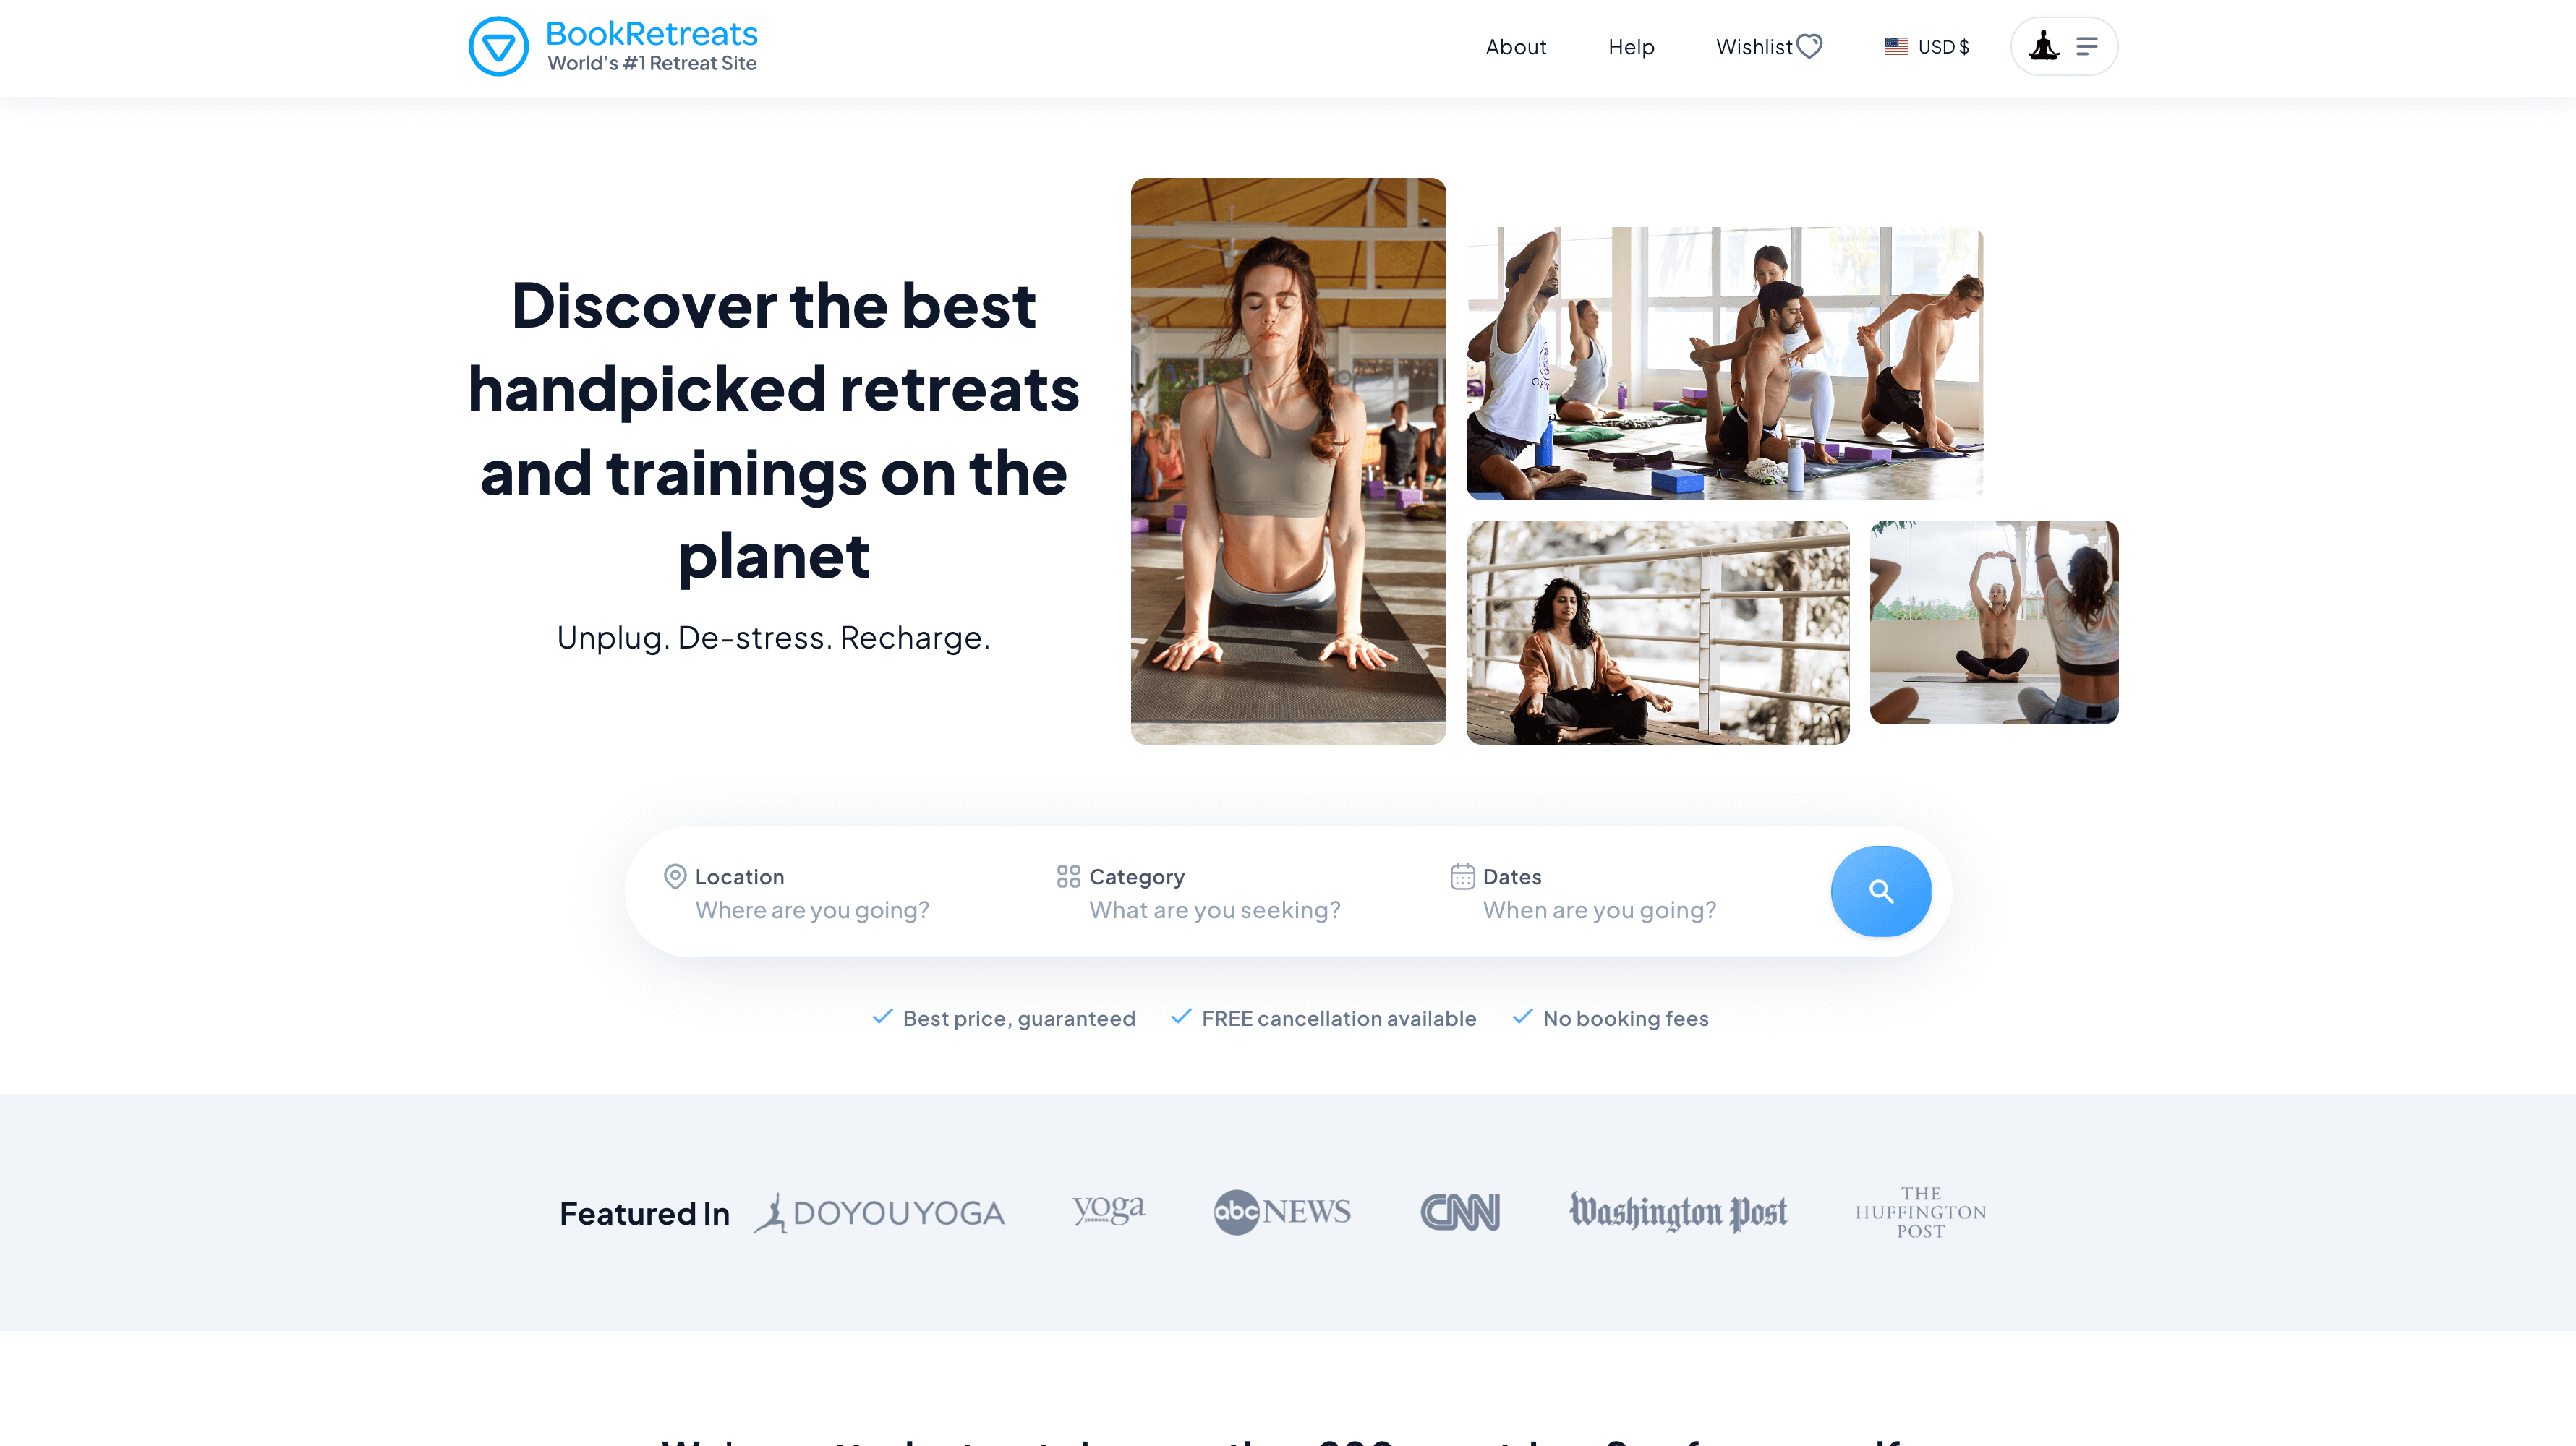 BookRetreats
World's #1 Retreat Site
About
Help
Wishlist
USD $
Discover the best
handpicked retreats
and trainings on the
planet
Unplug. De-stress. Recharge.
Location
Where are you going?
Category
What are you seeking?
Dates
When are you going?
Best price, guaranteed
FREE cancellation available
No booking fees
Featured In
DOYOUYOGA
yoga
JOURNAL
abc NEWS
CNN
Washington Post
THE
HUFFINGTON
POST